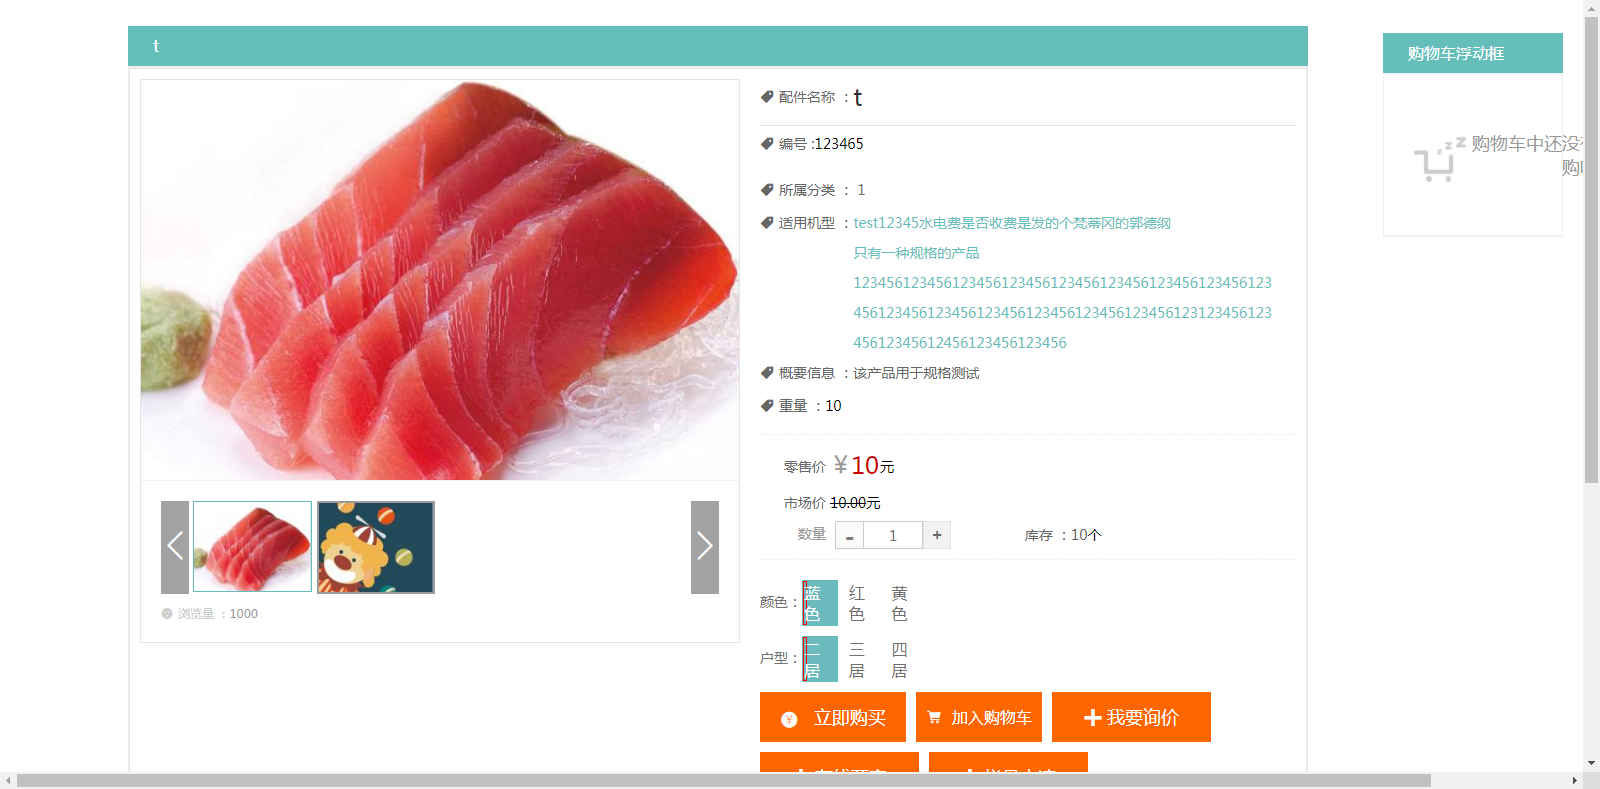 t
购物车浮动框
购物车中还没
购
配件名称 ：t
编号 :123465
所属分类 ： 1
适用机型 ：test12345水电费是否收费是发的个梵蒂冈的郭德纲
只有一种规格的产品
123456123456123456123456123456123456123456123456123456123
456123456123456123456123456123456123456123456123123456123
45612345612456123456123456
概要信息 ：该产品用于规格测试
重量 ：10
零售价 ¥10元
市场价 10.00元
数量 - 1 +
库存 ：10个
浏览量 ：1000
颜色： 蓝色 红色 黄色
户型： 二居 三居 四居
立即购买 加入购物车 我要询价